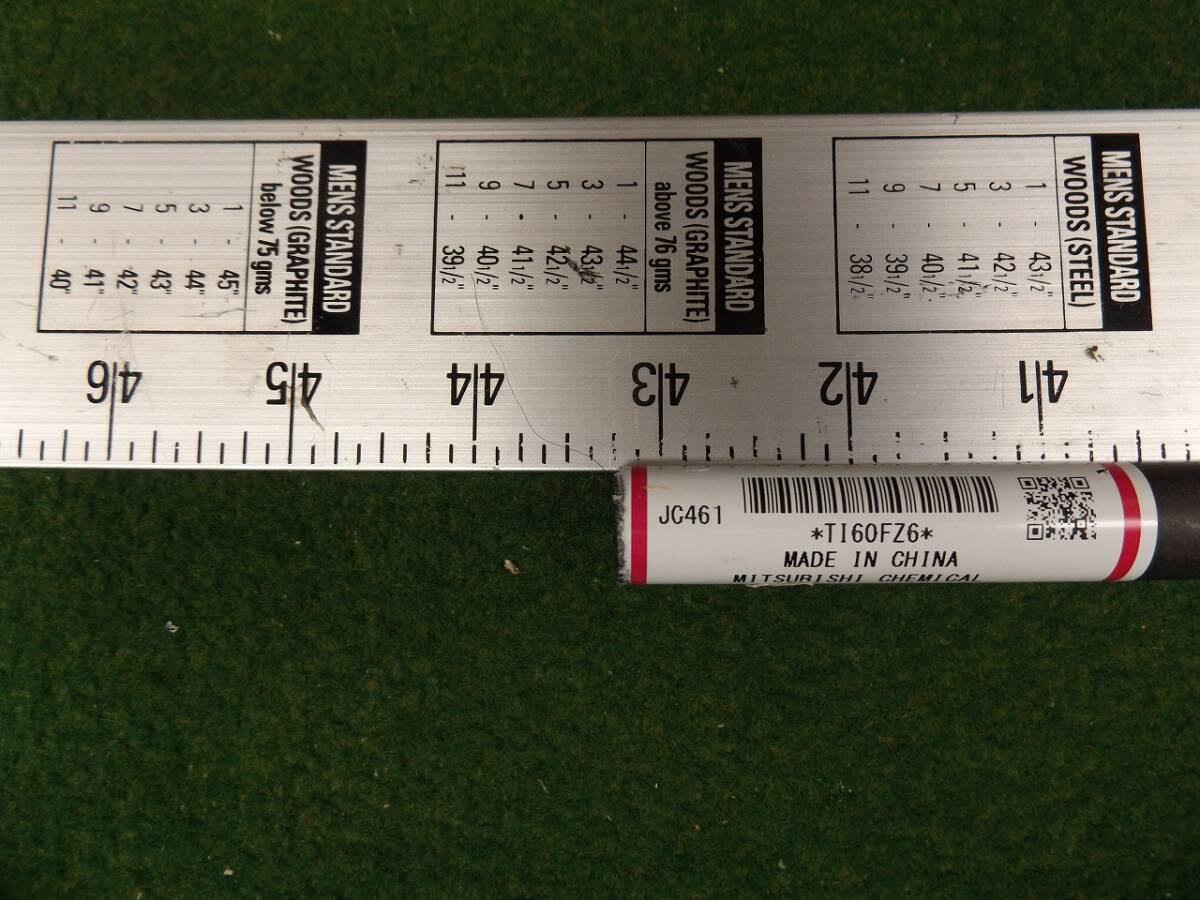 MENS STANDARD
WOODS (GRAPHITE)
below 75 gms
1 - 45"
3 - 44"
5 - 43"
7 - 42"
9 - 41"
11 - 40"
MENS STANDARD
WOODS (GRAPHITE)
above 76 gms
1 - 44 1/2"
3 - 43 1/2"
5 - 42 1/2"
7 - 41 1/2"
9 - 40 1/2"
11 - 39 1/2"
MENS STANDARD
WOODS (STEEL)
1 - 43 1/2"
3 - 42 1/2"
5 - 41 1/2"
7 - 40 1/2"
9 - 39 1/2"
11 - 38 1/2"
46 45 44 43 42 41
JC461
*TI60FZ6*
MADE IN CHINA
MITSUBISHI CHEMICAL